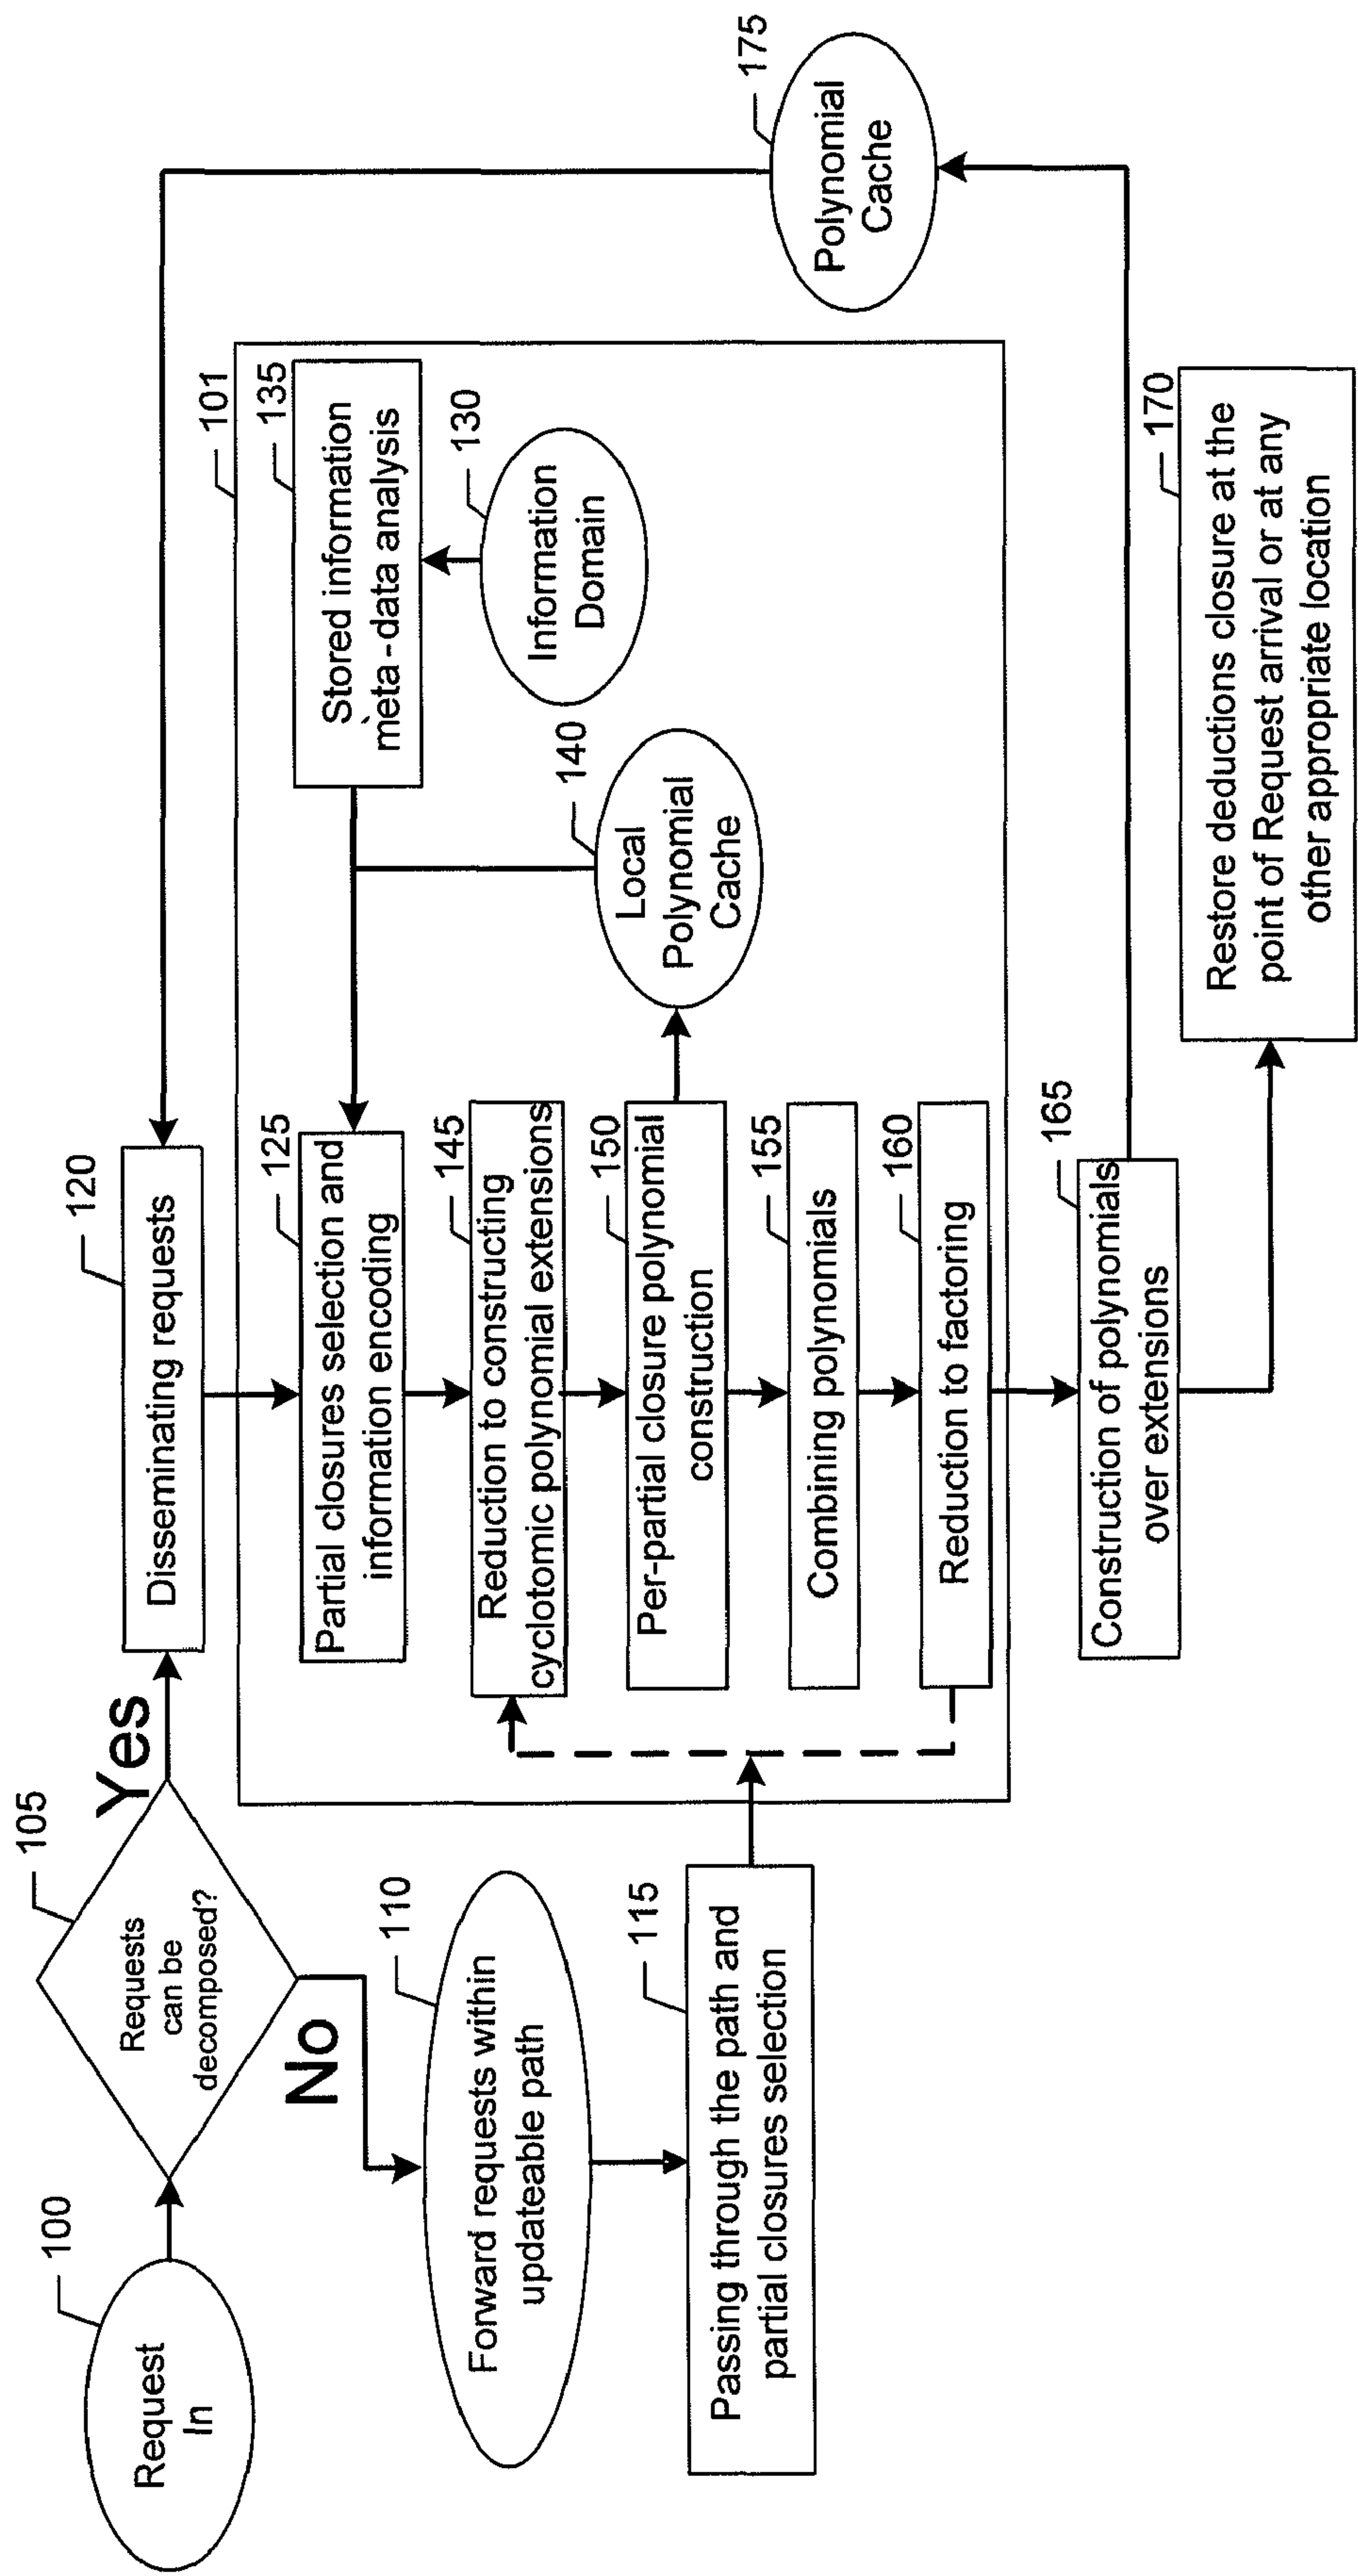 100
Request
In
105
Requests
can be
decomposed?
Yes
No
110
Forward requests within
updateable path
115
Passing through the path and
partial closures selection
120
Disseminating requests
101
125
Partial closures selection and
information encoding
135
Stored information
meta-data analysis
130
Information
Domain
140
Local
Polynomial
Cache
145
Reduction to constructing
cyclotomic polynomial extensions
150
Per-partial closure polynomial
construction
155
Combining polynomials
160
Reduction to factoring
165
Construction of polynomials
over extensions
170
Restore deductions closure at the
point of Request arrival or at any
other appropriate location
175
Polynomial
Cache